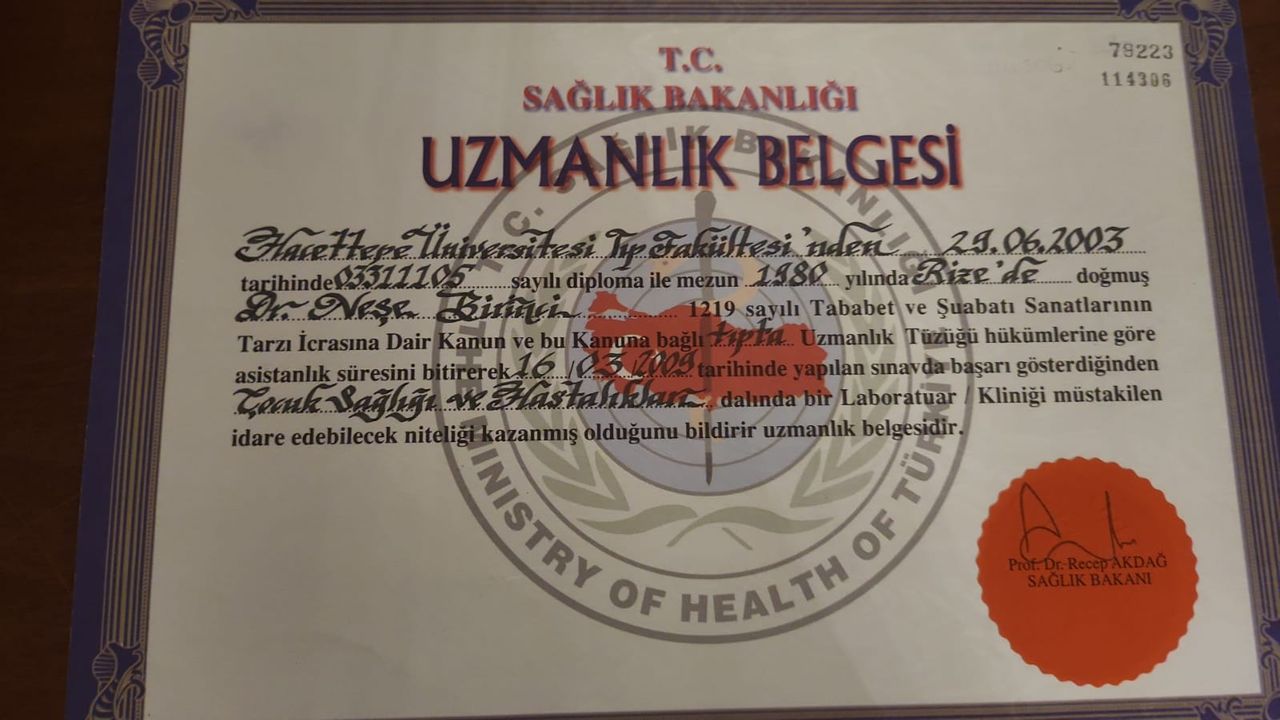 79223
114306
T.C.
SAĞLIK BAKANLIĞI
UZMANLIK BELGESİ
Hacettepe Üniversitesi Tıp Fakültesi'nden 29.06.2003
tarihinde 03311105 sayılı diploma ile mezun 1980 yılında Rize'de doğmuş
Dr. Neşe Birinci 1219 sayılı Tababet ve Şuabatı Sanatlarının
Tarzı İcrasına Dair Kanun ve bu Kanuna bağlı tıpta Uzmanlık Tüzüğü hükümlerine göre
asistanlık süresini bitirerek 16/03/2009 tarihinde yapılan sınavda başarı gösterdiğinden
Çocuk Sağlığı ve Hastalıkları dalında bir Laboratuar / Kliniği müstakilen
idare edebilecek niteliği kazanmış olduğunu bildirir uzmanlık belgesidir.
T.C. SAĞLIK BAKANLIĞI
THE MINISTRY OF HEALTH OF TÜRKİYE
Prof. Dr. Recep AKDAĞ
SAĞLIK BAKANI